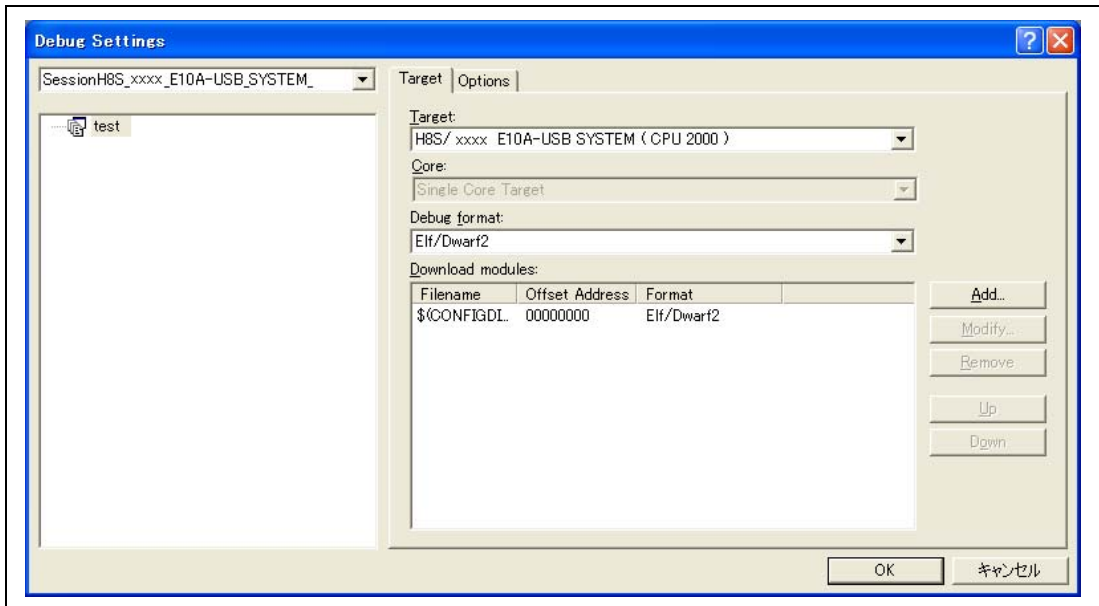 Debug Settings
SessionH8S_xxxx_E10A-USB_SYSTEM_
test
Target
Options
Target:
H8S/ xxxx E10A-USB SYSTEM ( CPU 2000 )
Core:
Single Core Target
Debug format:
Elf/Dwarf2
Download modules:
Filename Offset Address Format
$(CONFIGDI.. 00000000 Elf/Dwarf2
Add...
Modify...
Remove
Up
Down
OK
キャンセル